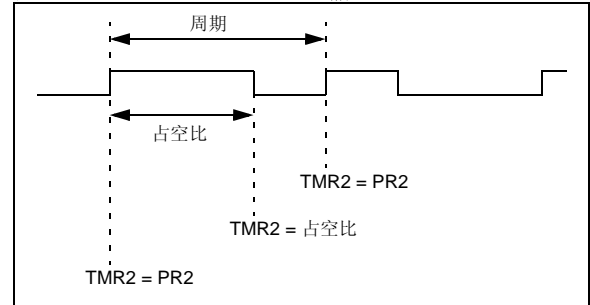 周期
占空比
TMR2 = PR2
TMR2 = 占空比
TMR2 = PR2